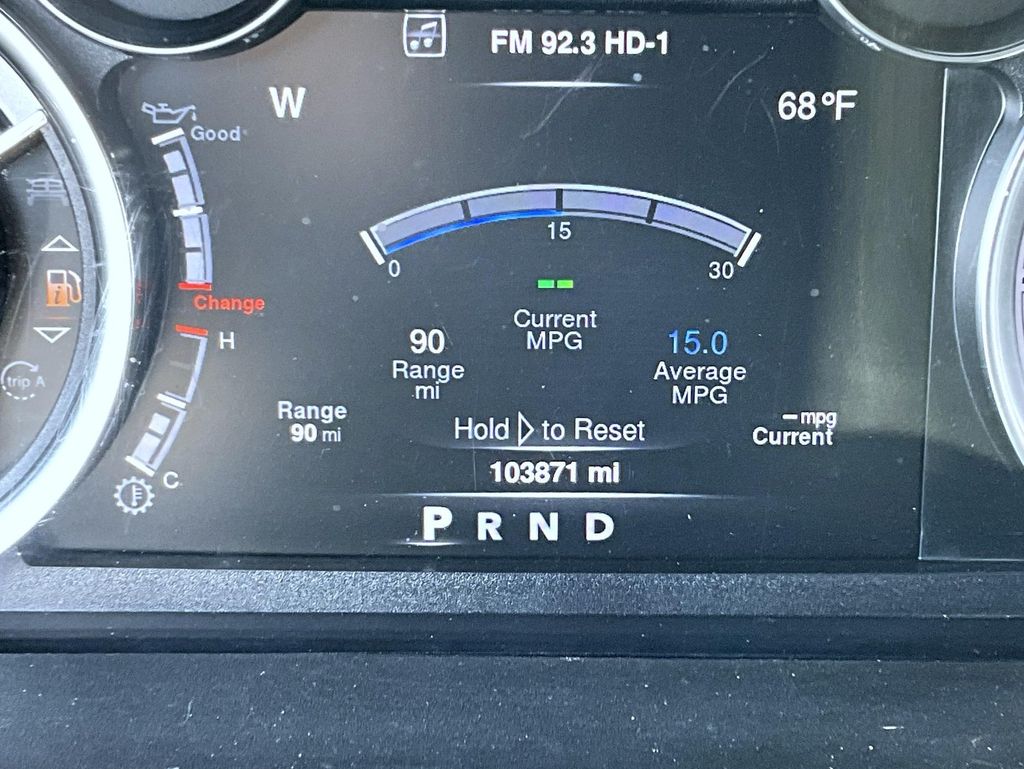 FM 92.3 HD-1
W
68°F
Good
15
0
30
Change
H
Current
MPG
90
Range
mi
15.0
Average
MPG
trip A
Range
90 mi
Hold ▷ to Reset
– mpg
Current
C
103871 mi
P R N D